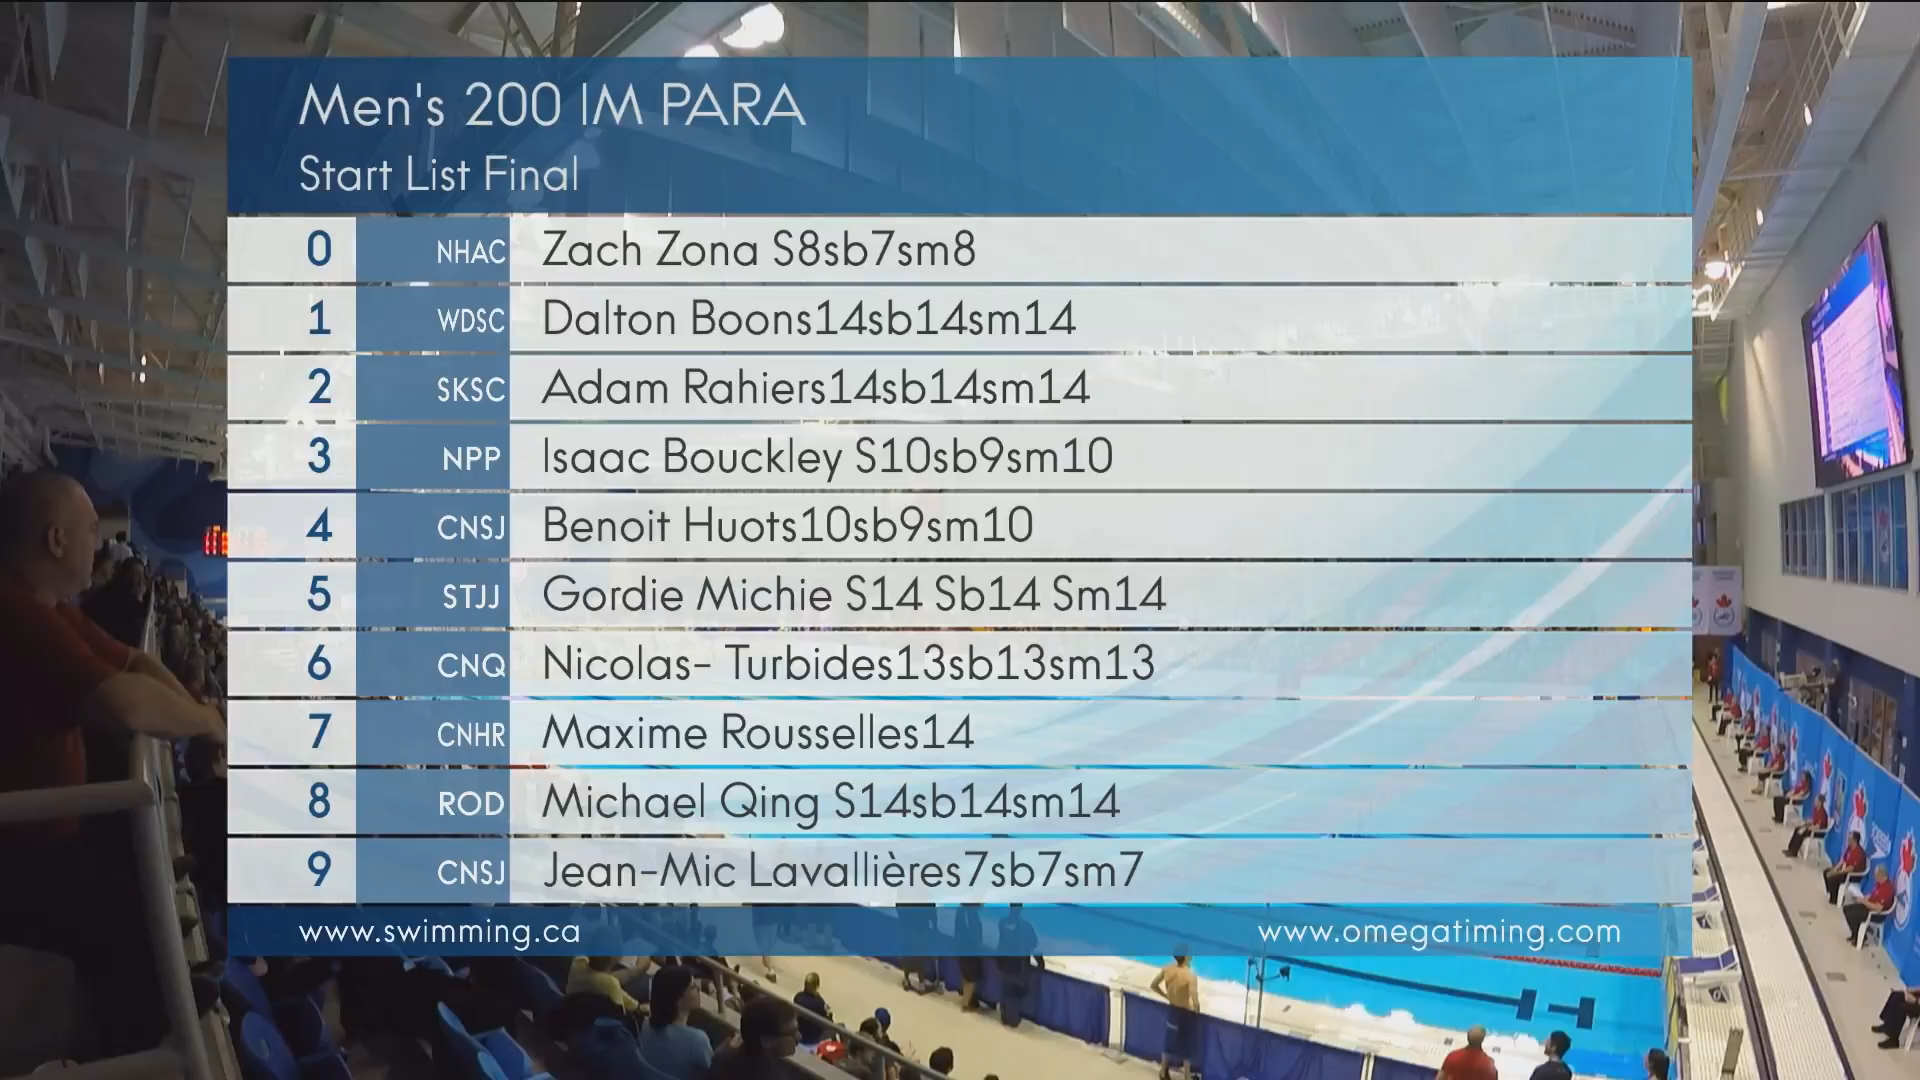 Men's 200 IM PARA
Start List Final
0 NHAC Zach Zona S8sb7sm8
1 WDSC Dalton Boons14sb14sm14
2 SKSC Adam Rahiers14sb14sm14
3 NPP Isaac Bouckley S10sb9sm10
4 CNSJ Benoit Huots10sb9sm10
5 STJJ Gordie Michie S14 Sb14 Sm14
6 CNQ Nicolas- Turbides13sb13sm13
7 CNHR Maxime Rousselles14
8 ROD Michael Qing S14sb14sm14
9 CNSJ Jean-Mic Lavallières7sb7sm7
www.swimming.ca www.omegatiming.com